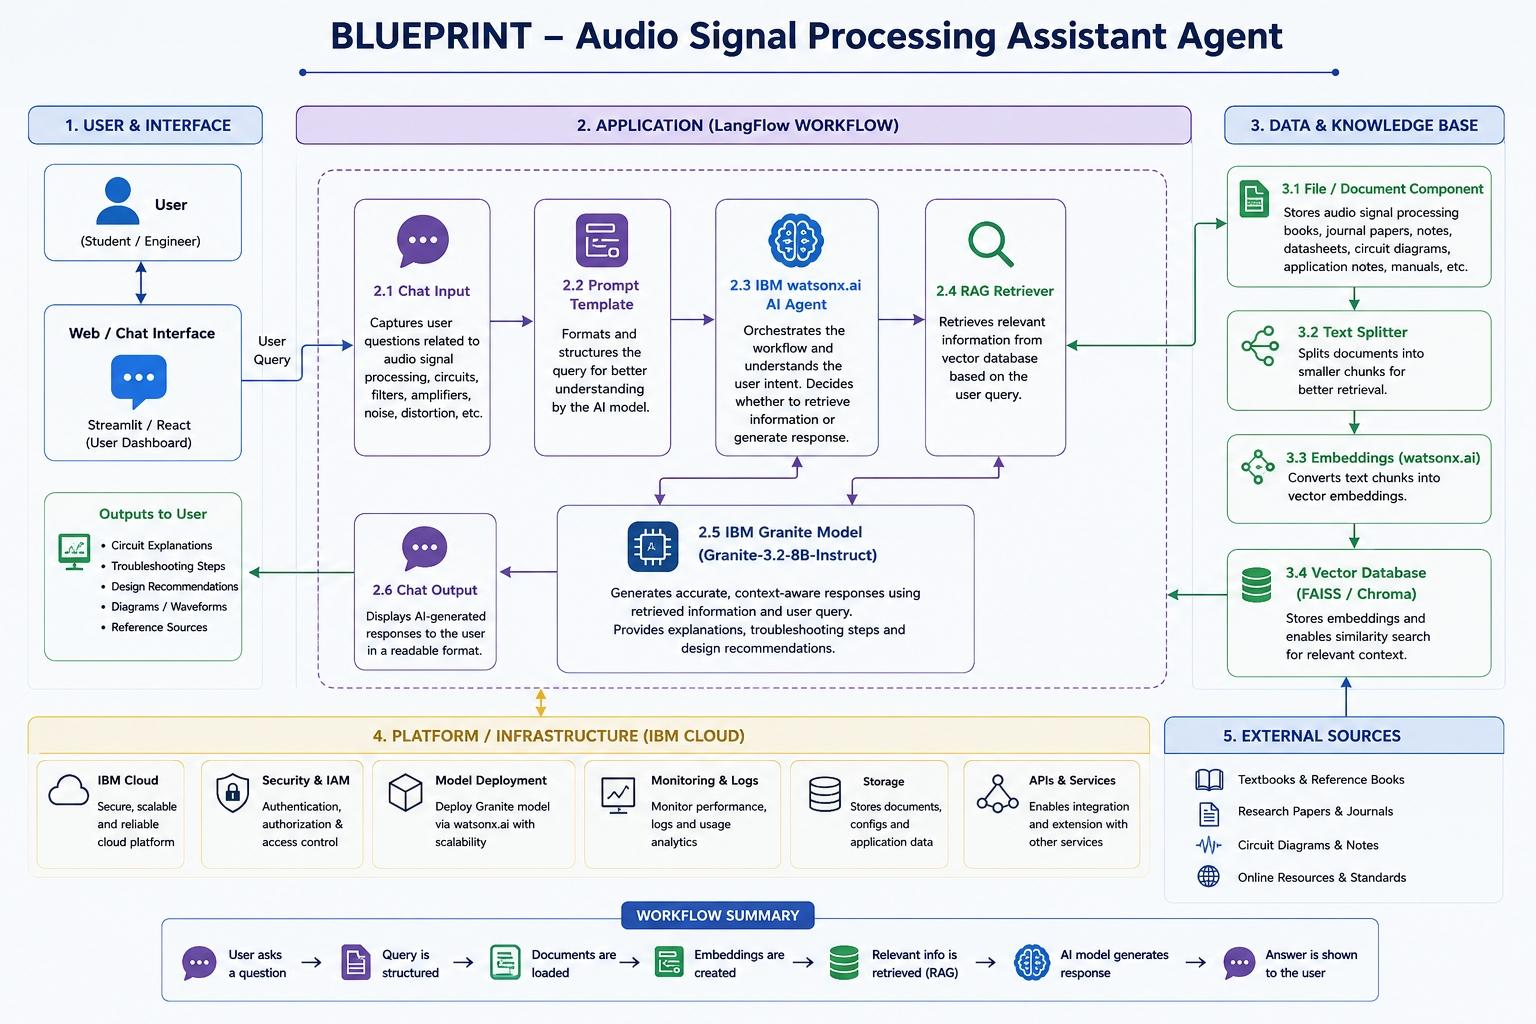 BLUEPRINT – Audio Signal Processing Assistant Agent
1. USER & INTERFACE
User
(Student / Engineer)
Web / Chat Interface
Streamlit / React
(User Dashboard)
User
Query
Outputs to User
• Circuit Explanations
• Troubleshooting Steps
• Design Recommendations
• Diagrams / Waveforms
• Reference Sources
2. APPLICATION (LangFlow WORKFLOW)
2.1 Chat Input
Captures user
questions related to
audio signal
processing, circuits,
filters, amplifiers,
noise, distortion, etc.
2.2 Prompt
Template
Formats and
structures the
query for better
understanding
by the AI model.
2.3 IBM watsonx.ai
AI Agent
Orchestrates the
workflow and
understands the
user intent. Decides
whether to retrieve
information or
generate response.
2.4 RAG Retriever
Retrieves relevant
information from
vector database
based on the
user query.
A
2.5 IBM Granite Model
(Granite-3.2-8B-Instruct)
Generates accurate, context-aware responses using
retrieved information and user query.
Provides explanations, troubleshooting steps and
design recommendations.
2.6 Chat Output
Displays AI-generated
responses to the user
in a readable format.
3. DATA & KNOWLEDGE BASE
3.1 File / Document Component
Stores audio signal processing
books, journal papers, notes,
datasheets, circuit diagrams,
application notes, manuals, etc.
3.2 Text Splitter
Splits documents into
smaller chunks for
better retrieval.
3.3 Embeddings (watsonx.ai)
Converts text chunks into
vector embeddings.
3.4 Vector Database
(FAISS / Chroma)
Stores embeddings and
enables similarity search
for relevant context.
4. PLATFORM / INFRASTRUCTURE (IBM CLOUD)
IBM Cloud
Secure, scalable
and reliable
cloud platform
Security & IAM
Authentication,
authorization &
access control
Model Deployment
Deploy Granite model
via watsonx.ai with
scalability
Monitoring & Logs
Monitor performance,
logs and usage
analytics
Storage
Stores documents,
configs and
application data
APIs & Services
Enables integration
and extension with
other services
5. EXTERNAL SOURCES
Textbooks & Reference Books
Research Papers & Journals
Circuit Diagrams & Notes
Online Resources & Standards
WORKFLOW SUMMARY
User asks
a question
Query is
structured
Documents are
loaded
Embeddings are
created
Relevant info is
retrieved (RAG)
AI model generates
response
Answer is shown
to the user